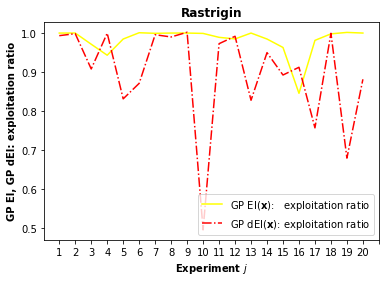 Rastrigin
GP EI, GP dEI: exploitation ratio
1.0
0.9
0.8
0.7
0.6
0.5
GP EI(x): exploitation ratio
GP dEI(x): exploitation ratio
1 2 3 4 5 6 7 8 9 10 11 12 13 14 15 16 17 18 19 20
Experiment j